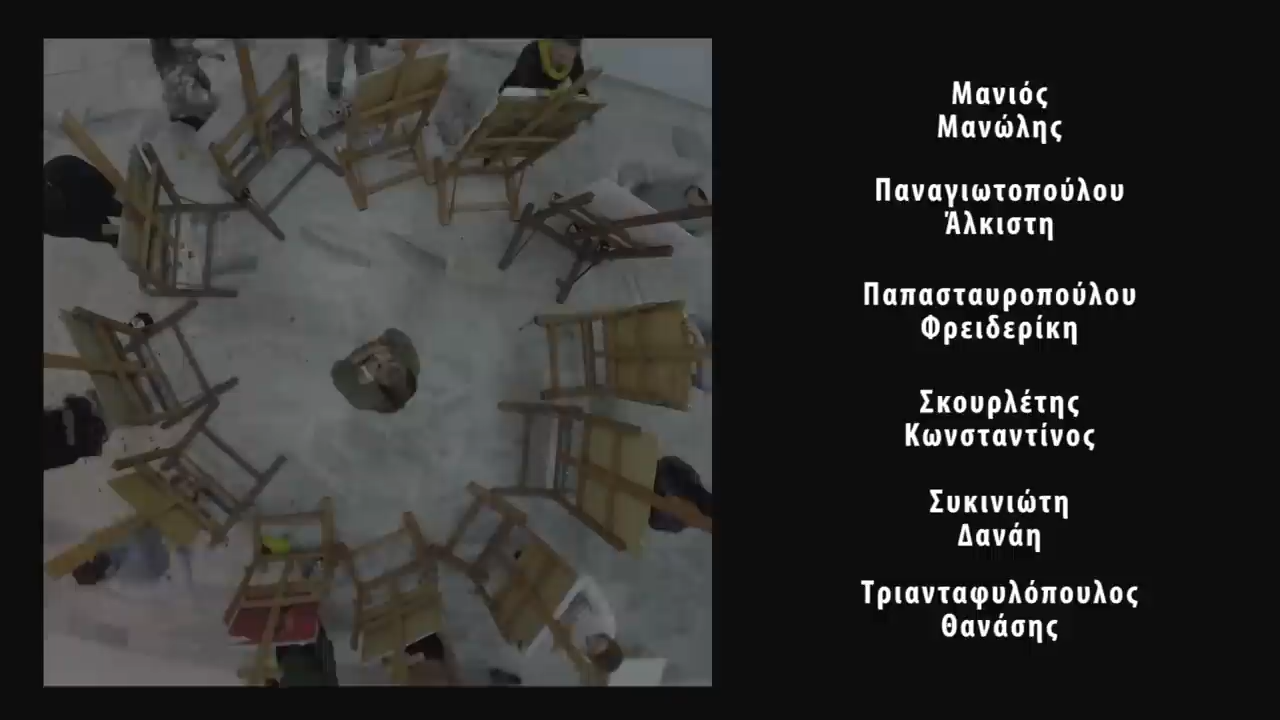 Μανιός
Μανώλης
Παναγιωτοπούλου
Άλκιστη
Παπασταυροπούλου
Φρειδερίκη
Σκουρλέτης
Κωνσταντίνος
Συκινιώτη
Δανάη
Τριανταφυλόπουλος
Θανάσης